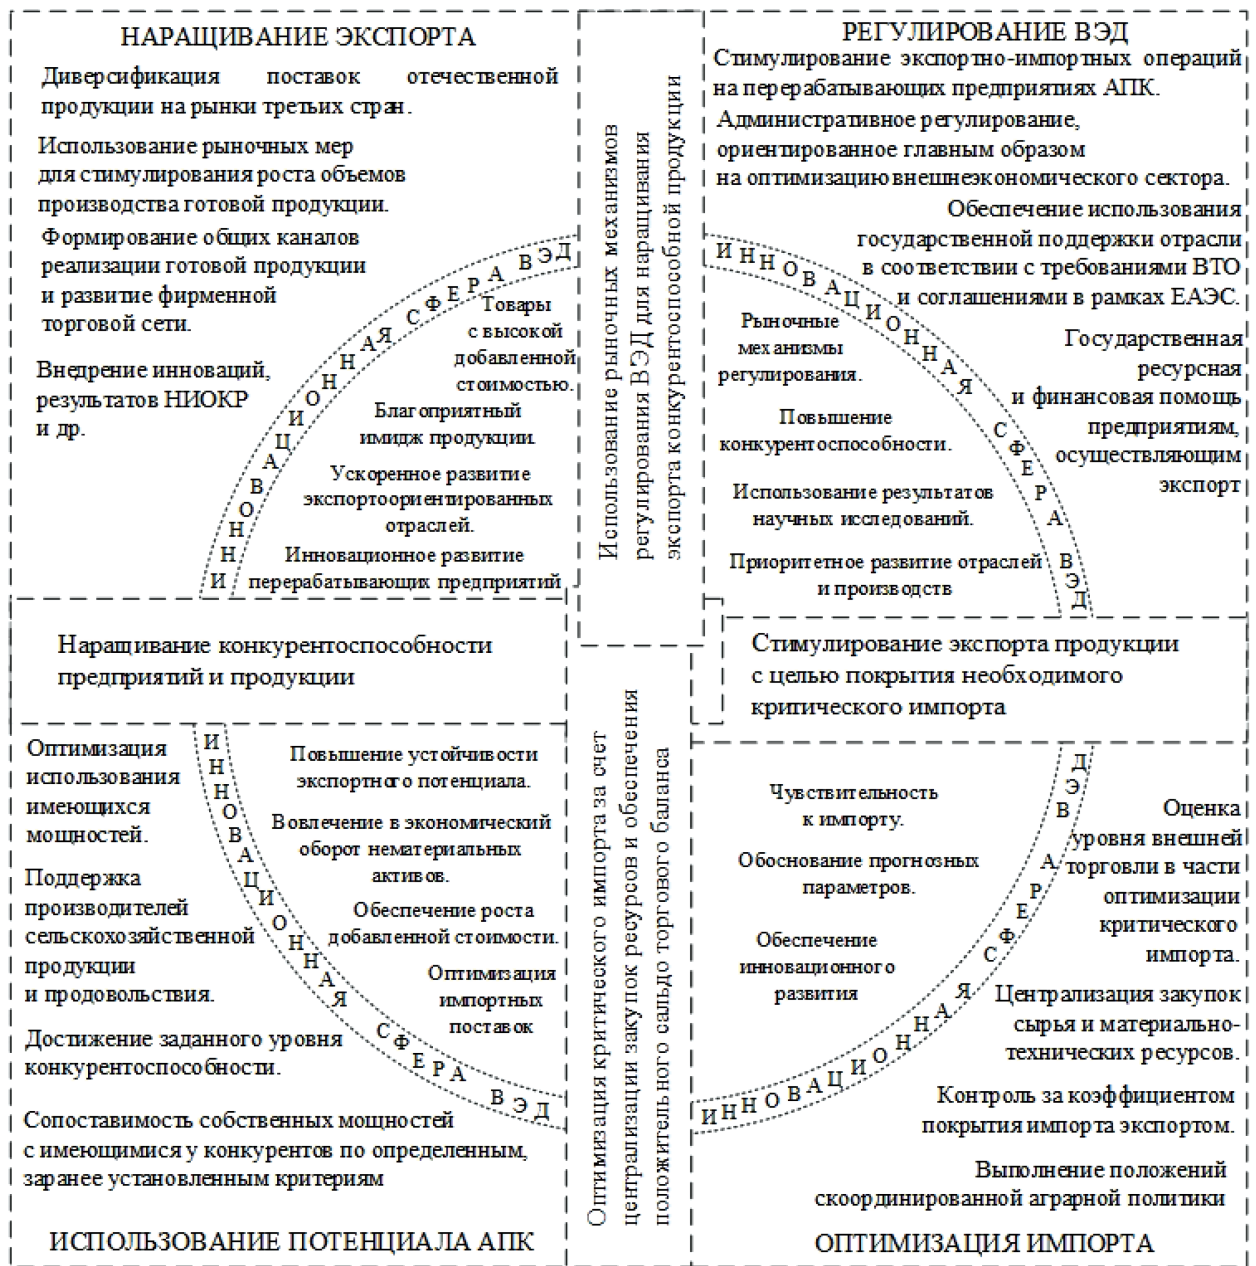 НАРАЩИВАНИЕ ЭКСПОРТА
Диверсификация поставок отечественной
продукции на рынки третьих стран.
Использование рыночных мер
для стимулирования роста объемов
производства готовой продукции.
Формирование общих каналов
реализации готовой продукции
и развитие фирменной
торговой сети.
Внедрение инноваций,
результатов НИОКР
и др.
ИННОВАЦИОННАЯ СФЕРА ВЭД
Товары
с высокой
добавленной
стоимостью.
Благоприятный
имидж продукции.
Ускоренное развитие
экспортоориентированных
отраслей.
Инновационное развитие
перерабатывающих предприятий
Использование рыночных механизмов
регулирования ВЭД для наращивания
экспорта конкурентоспособной продукции
РЕГУЛИРОВАНИЕ ВЭД
Стимулирование экспортно-импортных операций
на перерабатывающих предприятиях АПК.
Административное регулирование,
ориентированное главным образом
на оптимизацию внешнеэкономического сектора.
Обеспечение использования
государственной поддержки отрасли
в соответствии с требованиями ВТО
и соглашениями в рамках ЕАЭС.
Государственная
ресурсная
и финансовая помощь
предприятиям,
осуществляющим
экспорт
ИННОВАЦИОННАЯ СФЕРА ВЭД
Рыночные
механизмы
регулирования.
Повышение
конкурентоспособности.
Использование результатов
научных исследований.
Приоритетное развитие отраслей
и производств
Наращивание конкурентоспособности
предприятий и продукции
Стимулирование экспорта продукции
с целью покрытия необходимого
критического импорта
Оптимизация
использования
имеющихся
мощностей.
Поддержка
производителей
сельскохозяйственной
продукции
и продовольствия.
Достижение заданного уровня
конкурентоспособности.
Сопоставимость собственных мощностей
с имеющимися у конкурентов по определенным,
заранее установленным критериям
ИННОВАЦИОННАЯ СФЕРА ВЭД
Повышение устойчивости
экспортного потенциала.
Вовлечение в экономический
оборот нематериальных
активов.
Обеспечение роста
добавленной стоимости.
Оптимизация
импортных
поставок
ИСПОЛЬЗОВАНИЕ ПОТЕНЦИАЛА АПК
Оптимизация критического импорта за счет
централизации закупок ресурсов и обеспечения
положительного сальдо торгового баланса
Чувствительность
к импорту.
Обоснование прогнозных
параметров.
Обеспечение
инновационного
развития
ИННОВАЦИОННАЯ СФЕРА ВЭД
Оценка
уровня внешней
торговли в части
оптимизации
критического
импорта.
Централизация закупок
сырья и материально-
технических ресурсов.
Контроль за коэффициентом
покрытия импорта экспортом.
Выполнение положений
скоординированной аграрной политики
ОПТИМИЗАЦИЯ ИМПОРТА